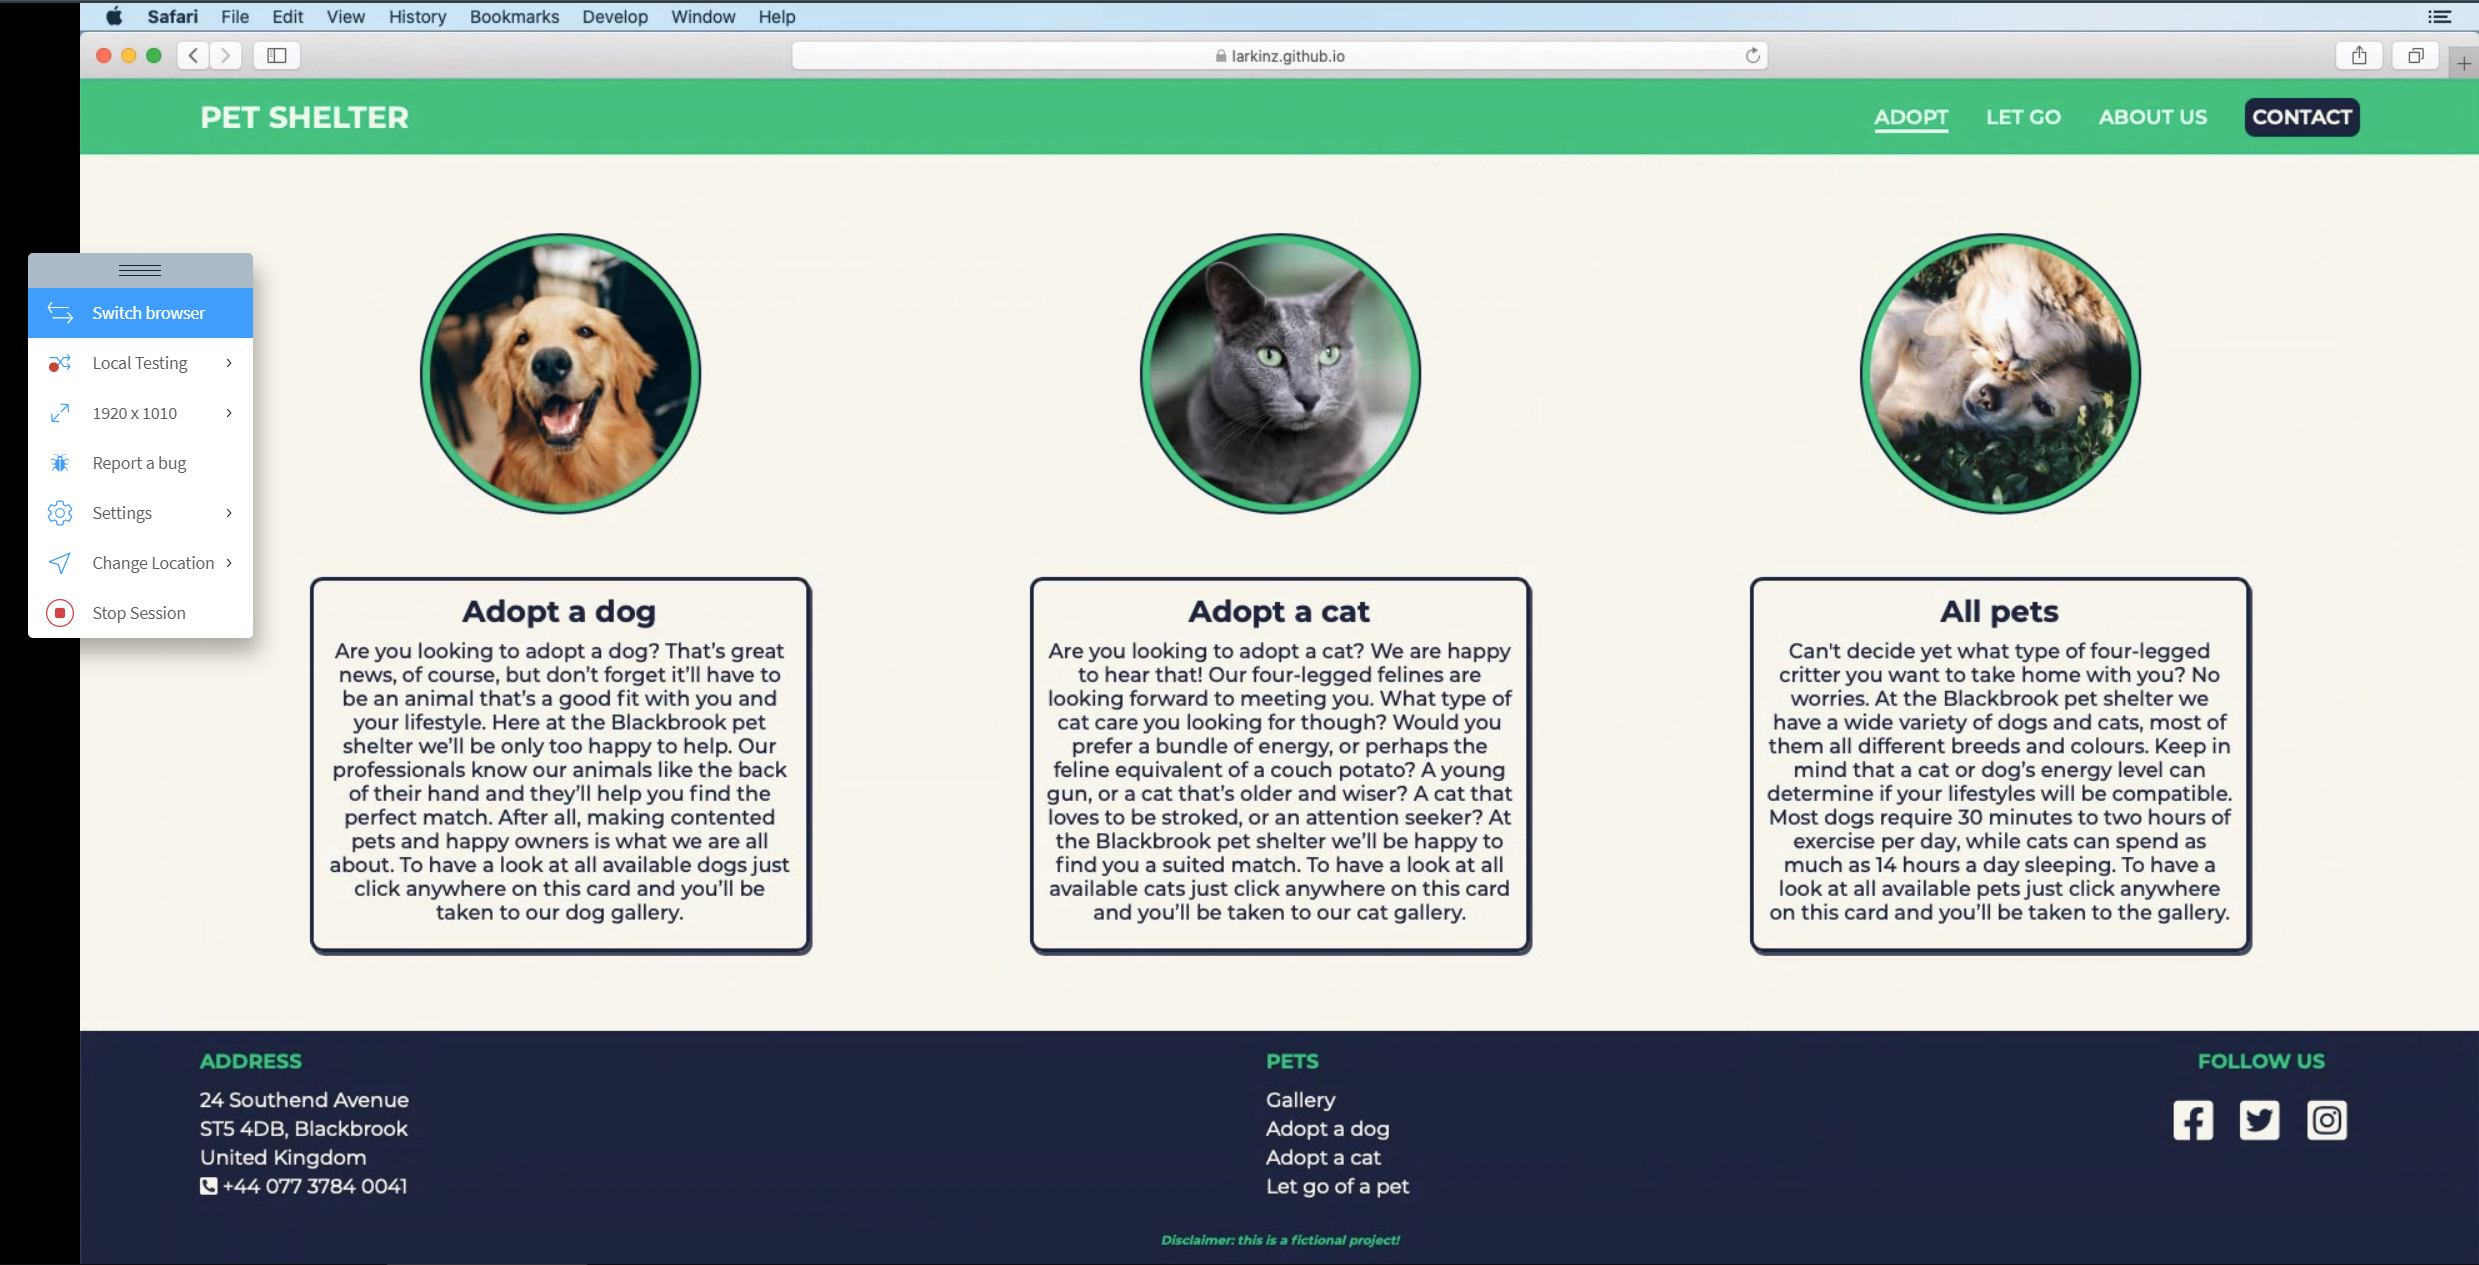 Safari File Edit View History Bookmarks Develop Window Help
larkinz.github.io
PET SHELTER
ADOPT LET GO ABOUT US CONTACT
Switch browser
Local Testing
1920 x 1010
Report a bug
Settings
Change Location
Stop Session
Adopt a dog
Are you looking to adopt a dog? That’s great
news, of course, but don’t forget it’ll have to
be an animal that’s a good fit with you and
your lifestyle. Here at the Blackbrook pet
shelter we’ll be only too happy to help. Our
professionals know our animals like the back
of their hand and they’ll help you find the
perfect match. After all, making contented
pets and happy owners is what we are all
about. To have a look at all available dogs just
click anywhere on this card and you’ll be
taken to our dog gallery.
Adopt a cat
Are you looking to adopt a cat? We are happy
to hear that! Our four-legged felines are
looking forward to meeting you. What type of
cat care you looking for though? Would you
prefer a bundle of energy, or perhaps the
feline equivalent of a couch potato? A young
gun, or a cat that’s older and wiser? A cat that
loves to be stroked, or an attention seeker? At
the Blackbrook pet shelter we’ll be happy to
find you a suited match. To have a look at all
available cats just click anywhere on this card
and you’ll be taken to our cat gallery.
All pets
Can't decide yet what type of four-legged
critter you want to take home with you? No
worries. At the Blackbrook pet shelter we
have a wide variety of dogs and cats, most of
them all different breeds and colours. Keep in
mind that a cat or dog’s energy level can
determine if your lifestyles will be compatible.
Most dogs require 30 minutes to two hours of
exercise per day, while cats can spend as
much as 14 hours a day sleeping. To have a
look at all available pets just click anywhere
on this card and you’ll be taken to the gallery.
ADDRESS
24 Southend Avenue
ST5 4DB, Blackbrook
United Kingdom
+44 077 3784 0041
PETS
Gallery
Adopt a dog
Adopt a cat
Let go of a pet
FOLLOW US
Disclaimer: this is a fictional project!